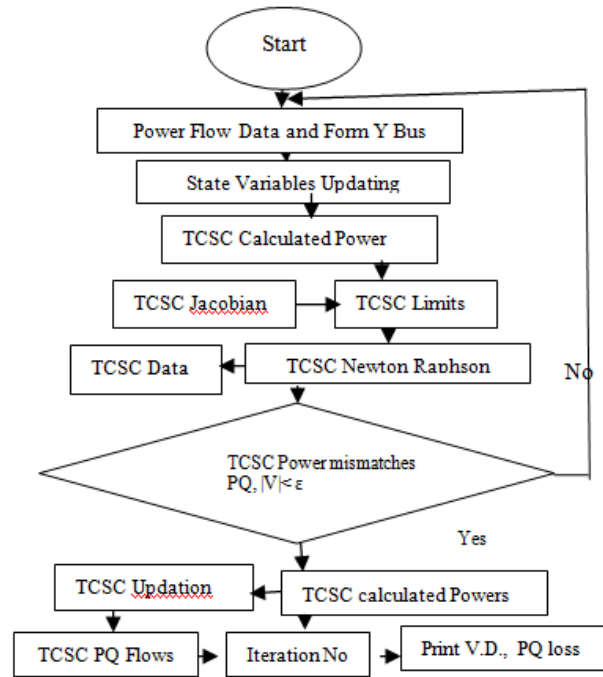 Start
Power Flow Data and Form Y Bus
State Variables Updating
TCSC Calculated Power
TCSC Jacobian
TCSC Limits
TCSC Data
TCSC Newton Raphson
No
TCSC Power mismatches
PQ, |V|< ε
Yes
TCSC Updation
TCSC calculated Powers
TCSC PQ Flows
Iteration No
Print V.D., PQ loss